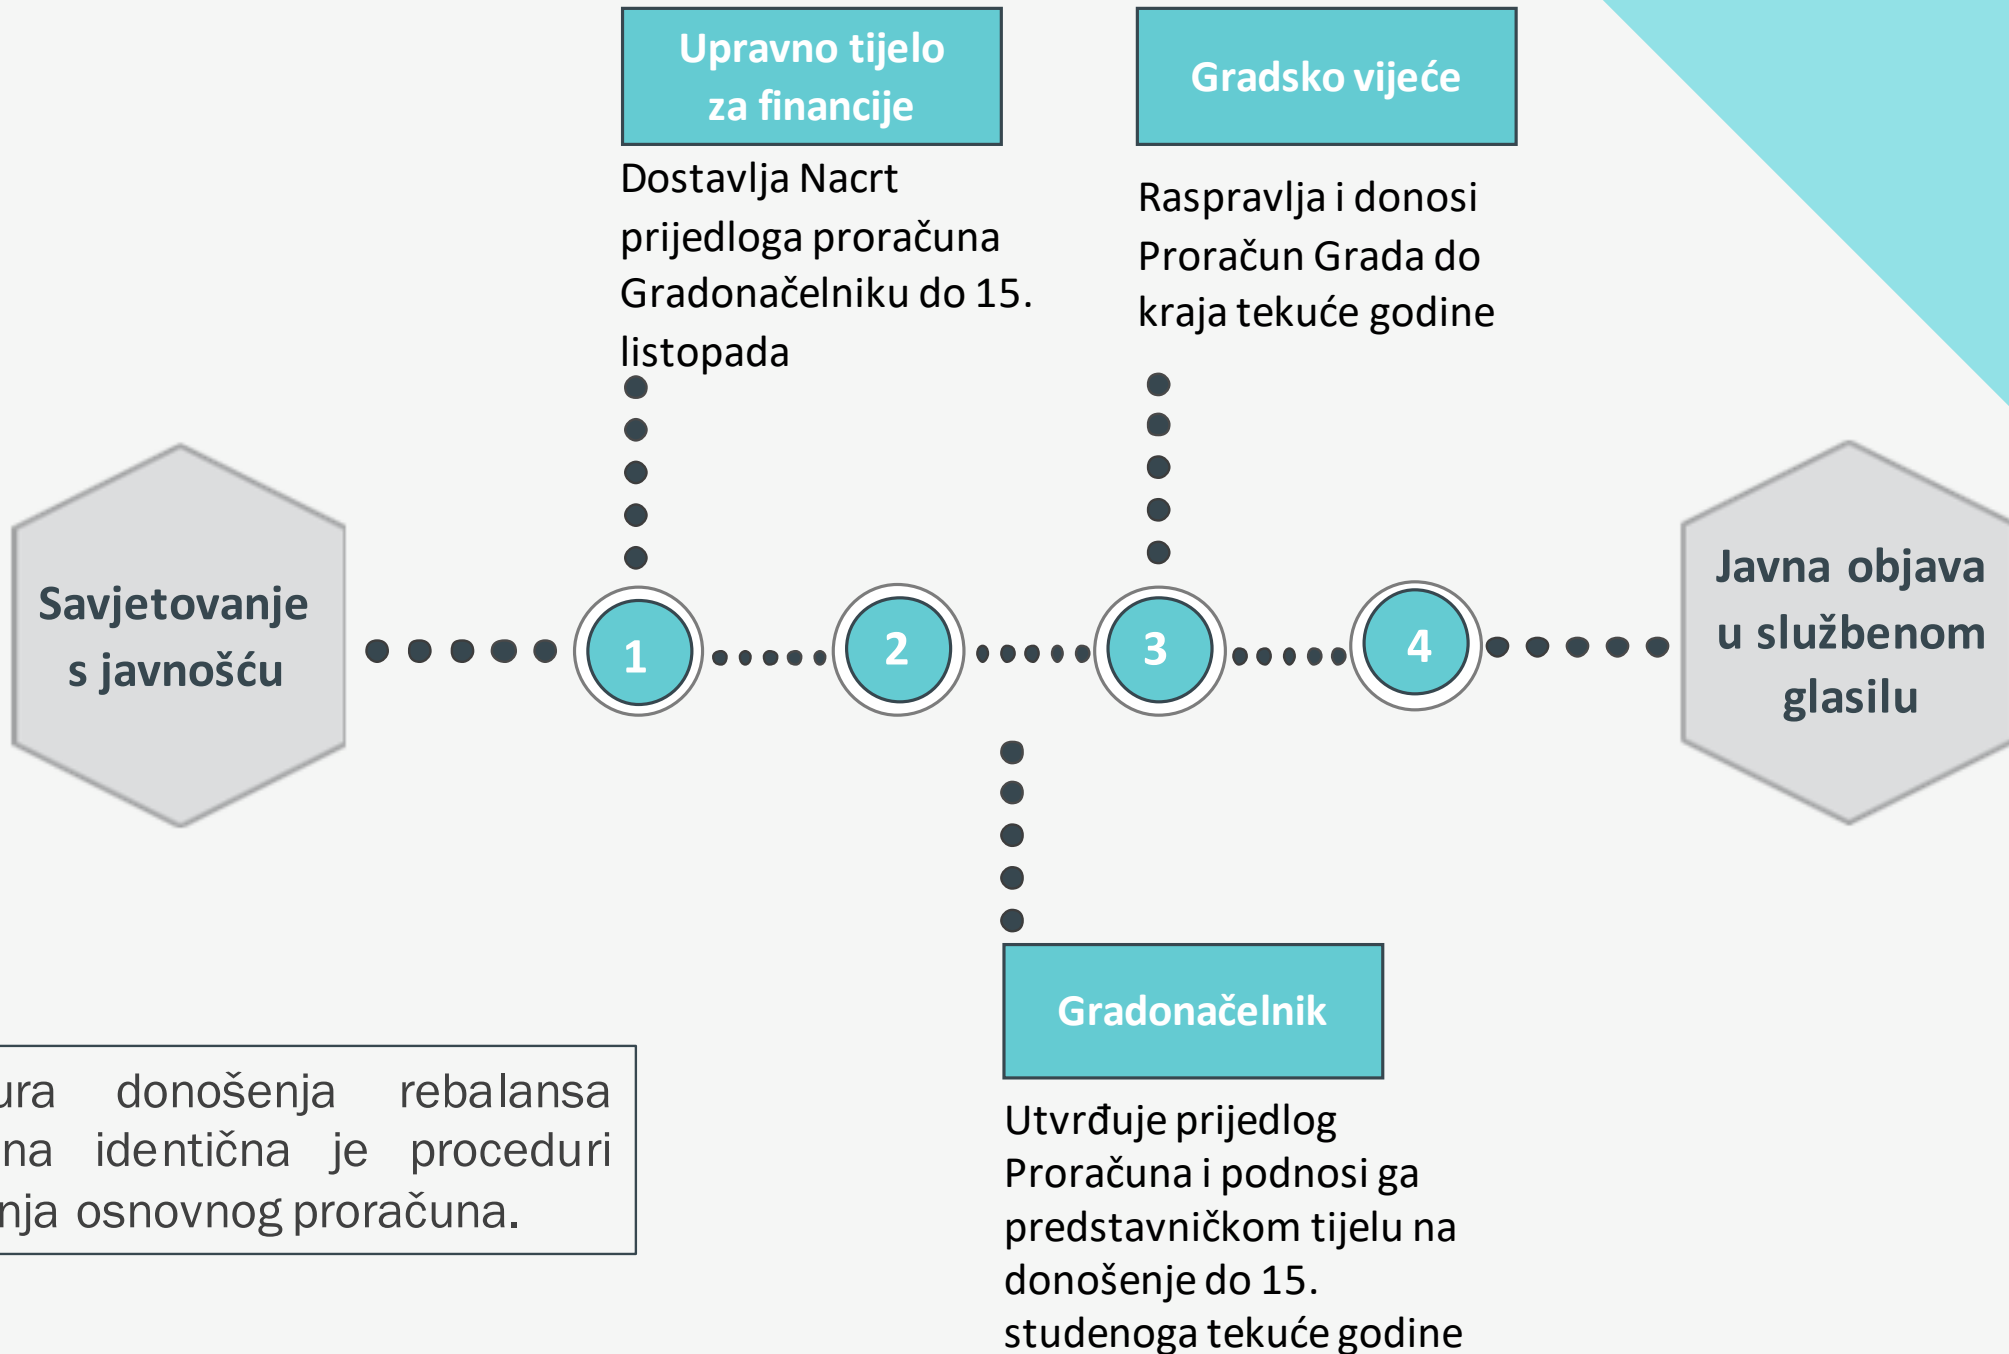 Upravno tijelo
za financije
Dostavlja Nacrt
prijedloga proračuna
Gradonačelniku do 15.
listopada
Gradsko vijeće
Raspravlja i donosi
Proračun Grada do
kraja tekuće godine
Savjetovanje
s javnošću
1
2
3
4
Javna objava
u službenom
glasilu
Gradonačelnik
Utvrđuje prijedlog
Proračuna i podnosi ga
predstavničkom tijelu na
donošenje do 15.
studenoga tekuće godine
donošenja rebalansa
identična je proceduri
osnovnog proračuna.